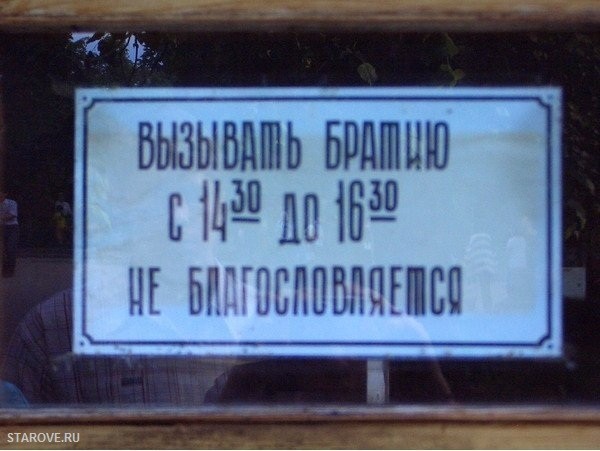 ВЫЗЫВАТЬ БРАТИЮ
С 14³⁰ ДО 16³⁰
НЕ БЛАГОСЛОВЛЯЕТСЯ
STAROVE.RU